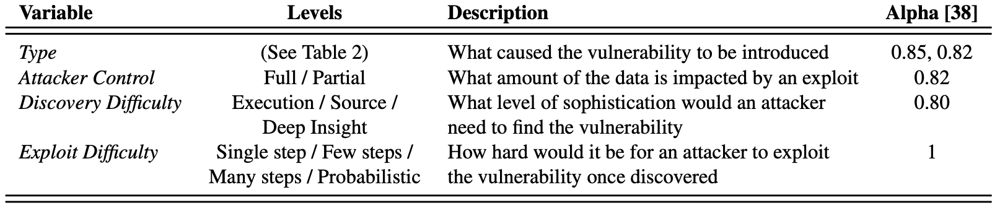 Variable Levels Description Alpha [38]
Type (See Table 2) What caused the vulnerability to be introduced 0.85, 0.82
Attacker Control Full / Partial What amount of the data is impacted by an exploit 0.82
Discovery Difficulty Execution / Source / What level of sophistication would an attacker 0.80
Deep Insight need to find the vulnerability
Exploit Difficulty Single step / Few steps / How hard would it be for an attacker to exploit 1
Many steps / Probabilistic the vulnerability once discovered